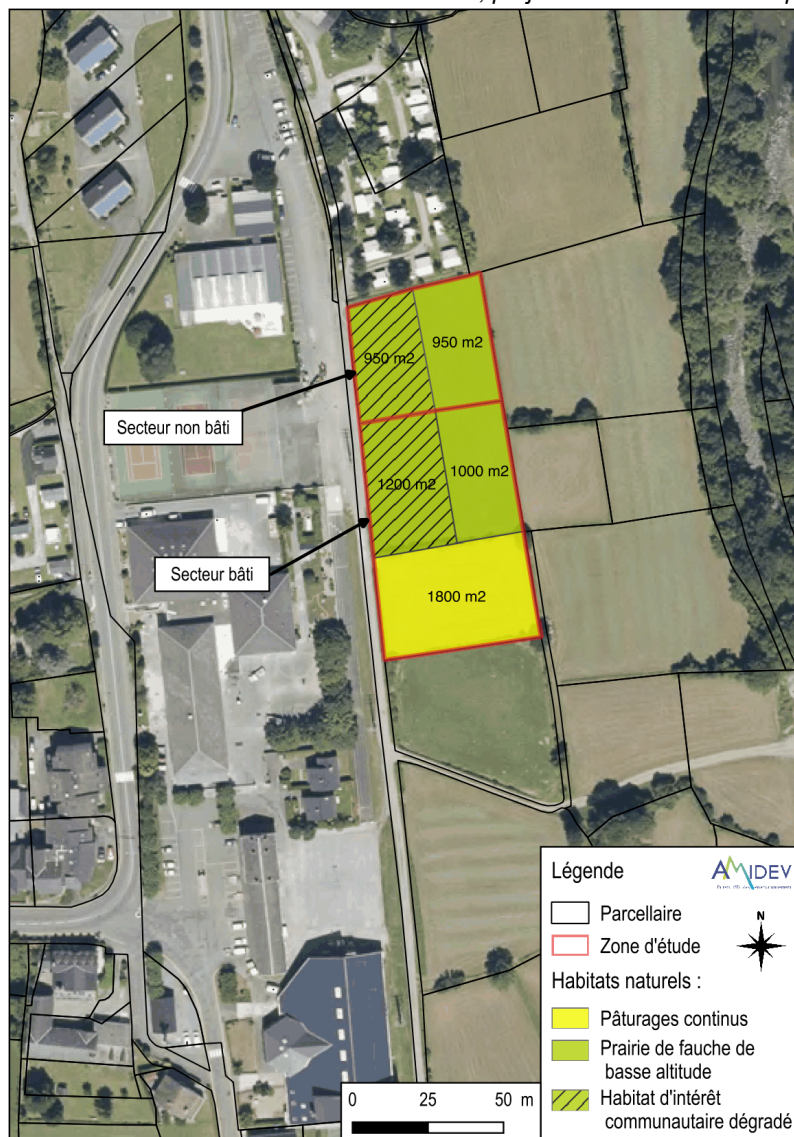 950 m2
950 m2
Secteur non bâti
1200 m2
1000 m2
Secteur bâti
1800 m2
Légende
AMIDEV
Parcellaire
N
Zone d'étude
Habitats naturels :
Pâturages continus
Prairie de fauche de
basse altitude
Habitat d'intérêt
communautaire dégradé
0 25 50 m